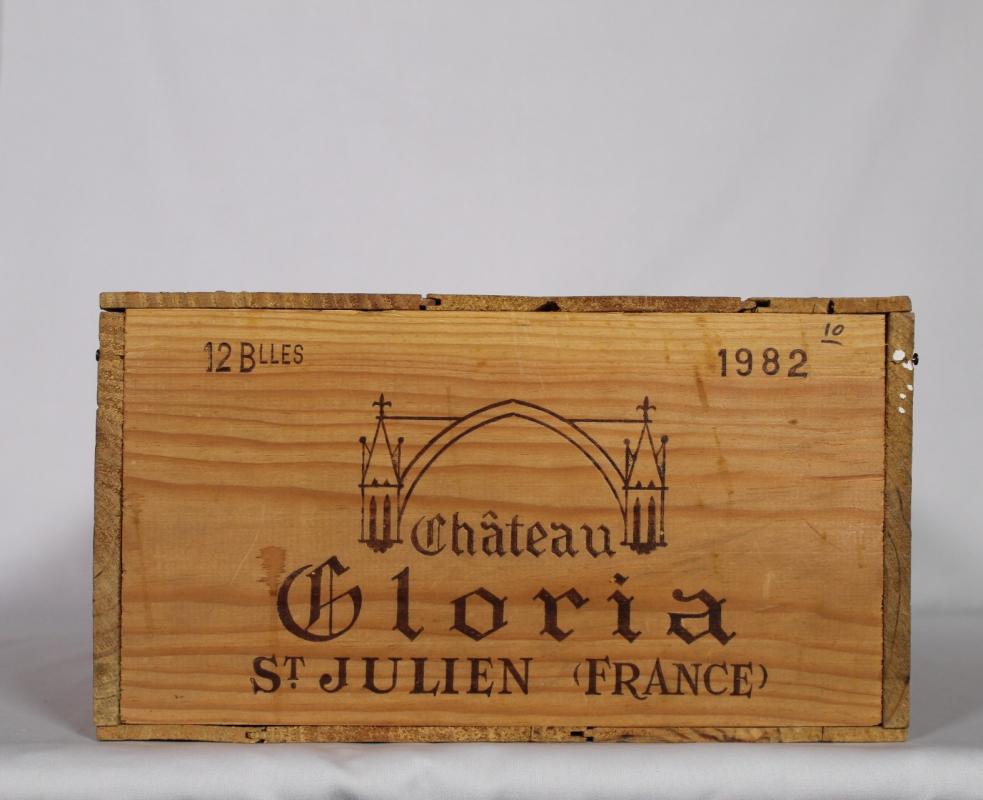 12 BLLES
1982
10
Château
Gloria
ST JULIEN (FRANCE)